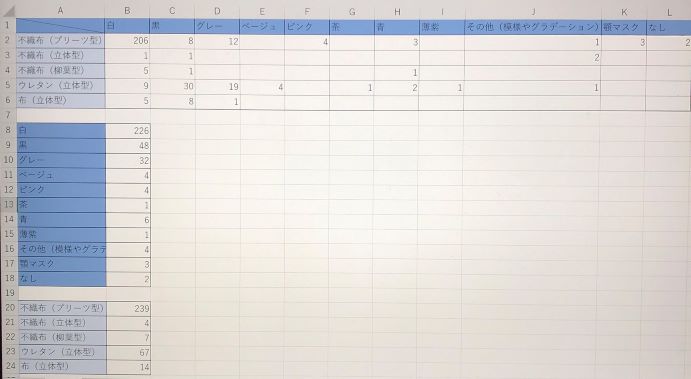 A B C D E F G H I J K L
1 白 黒 グレー ベージュ ピンク 茶 青 薄紫 その他（模様やグラデーション） 顎マスク なし
2 不織布（プリーツ型） 206 8 12 4 3 1 3 2
3 不織布（立体型） 1 1 2
4 不織布（柳葉型） 5 1 1
5 ウレタン（立体型） 9 30 19 4 1 2 1 1
6 布（立体型） 5 8 1
7
8 白 226
9 黒 48
10 グレー 32
11 ベージュ 4
12 ピンク 4
13 茶 1
14 青 6
15 薄紫 1
16 その他（模様やグラデ 4
17 顎マスク 3
18 なし 2
19
20 不織布（プリーツ型） 239
21 不織布（立体型） 4
22 不織布（柳葉型） 7
23 ウレタン（立体型） 67
24 布（立体型） 14